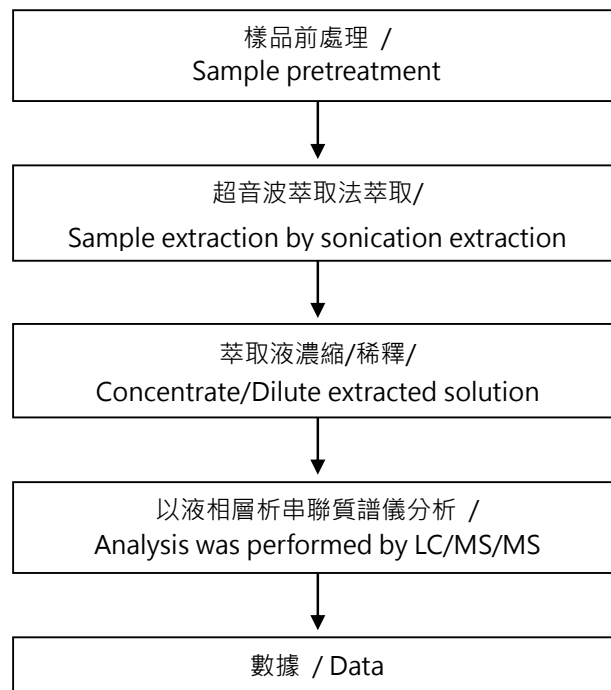 樣品前處理 /
Sample pretreatment
超音波萃取法萃取/
Sample extraction by sonication extraction
萃取液濃縮/稀釋/
Concentrate/Dilute extracted solution
以液相層析串聯質譜儀分析 /
Analysis was performed by LC/MS/MS
數據 / Data